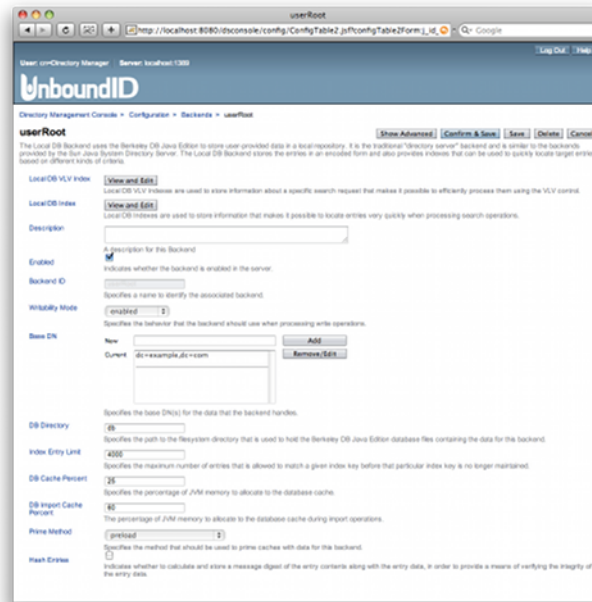 userRoot
http://localhost:8080/dsconsole/config/ConfigTable2.jsf?configTable2Form:j_id_
Google
Log Out Help
User: cn=Directory Manager Server: localhost:1389
UnboundID
Directory Management Console > Configuration > Backends > userRoot
userRoot
Show Advanced Confirm & Save Save Delete Cancel
The Local DB Backend uses the Berkeley DB Java Edition to store user-provided data in a local repository. It is the traditional "directory server" backend and is similar to the backends
provided by the Sun Java System Directory Server. The Local DB Backend stores the entries in an encoded form and also provides indexes that can be used to quickly locate target entries
based on different kinds of criteria.
Local DB VLV Index View and Edit
Local DB VLV Indexes are used to store information about a specific search request that makes it possible to efficiently process them using the VLV control.
Local DB Index View and Edit
Local DB Indexes are used to store information that makes it possible to locate entries very quickly when processing search operations.
Description
A description for this Backend
Enabled
Indicates whether the backend is enabled in the server.
Backend ID
Specifies a name to identify the associated backend.
Writability Mode enabled
Specifies the behavior that the backend should use when processing write operations.
Base DN New Add
Current dc=example,dc=com Remove/Edit
Specifies the base DN(s) for the data that the backend handles.
DB Directory db
Specifies the path to the filesystem directory that is used to hold the Berkeley DB Java Edition database files containing the data for this backend.
Index Entry Limit 4000
Specifies the maximum number of entries that is allowed to match a given index key before that particular index key is no longer maintained.
DB Cache Percent 25
Specifies the percentage of JVM memory to allocate to the database cache.
DB Import Cache Percent 60
The percentage of JVM memory to allocate to the database cache during import operations.
Prime Method preload
Specifies the method that should be used to prime caches with data for this backend.
Hash Entries
Indicates whether to calculate and store a message digest of the entry contents along with the entry data, in order to provide a means of verifying the integrity of
the entry data.